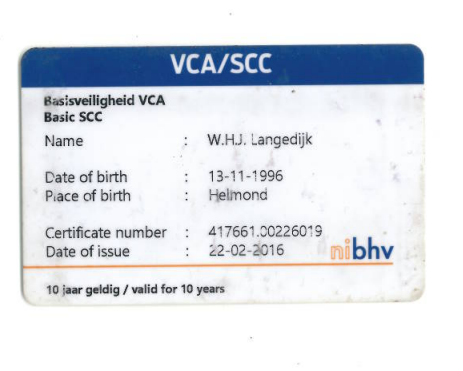 VCA/SCC
Basisveiligheid VCA
Basic SCC
Name : W.H.J. Langedijk
Date of birth : 13-11-1996
Place of birth : Helmond
Certificate number : 417661.00226019
Date of issue : 22-02-2016
nibhv
10 jaar geldig / valid for 10 years